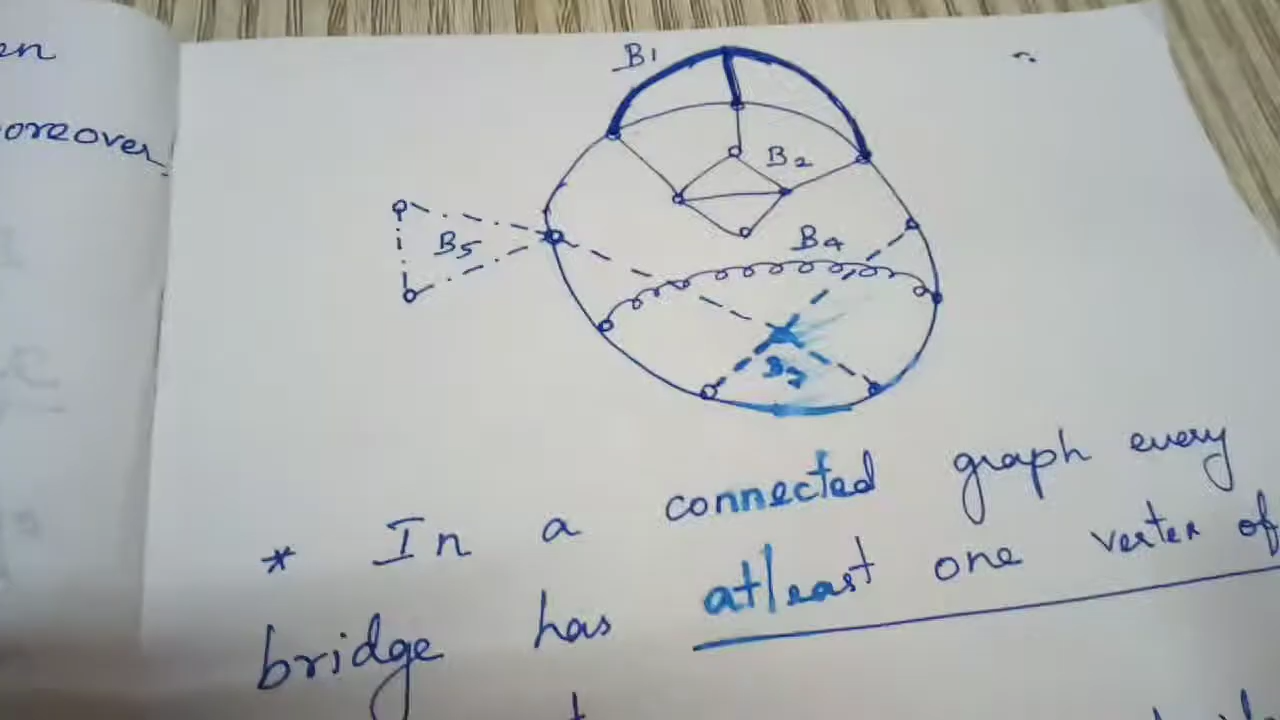 en
oreover
B1
B2
B4
B5
B3
* In a connected graph every
bridge has atleast one vertex of